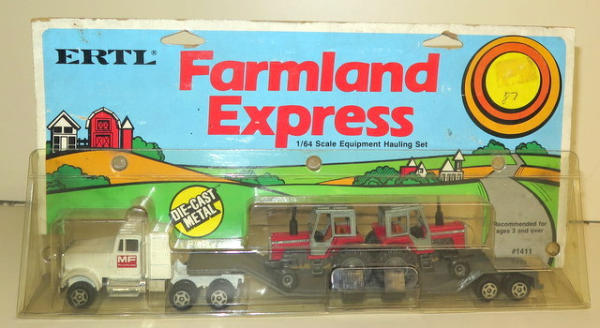 ERTL
Farmland
Express
1/64 Scale Equipment Hauling Set
DIE-CAST
METAL
MF
Recommended for
ages 3 and over
#1411